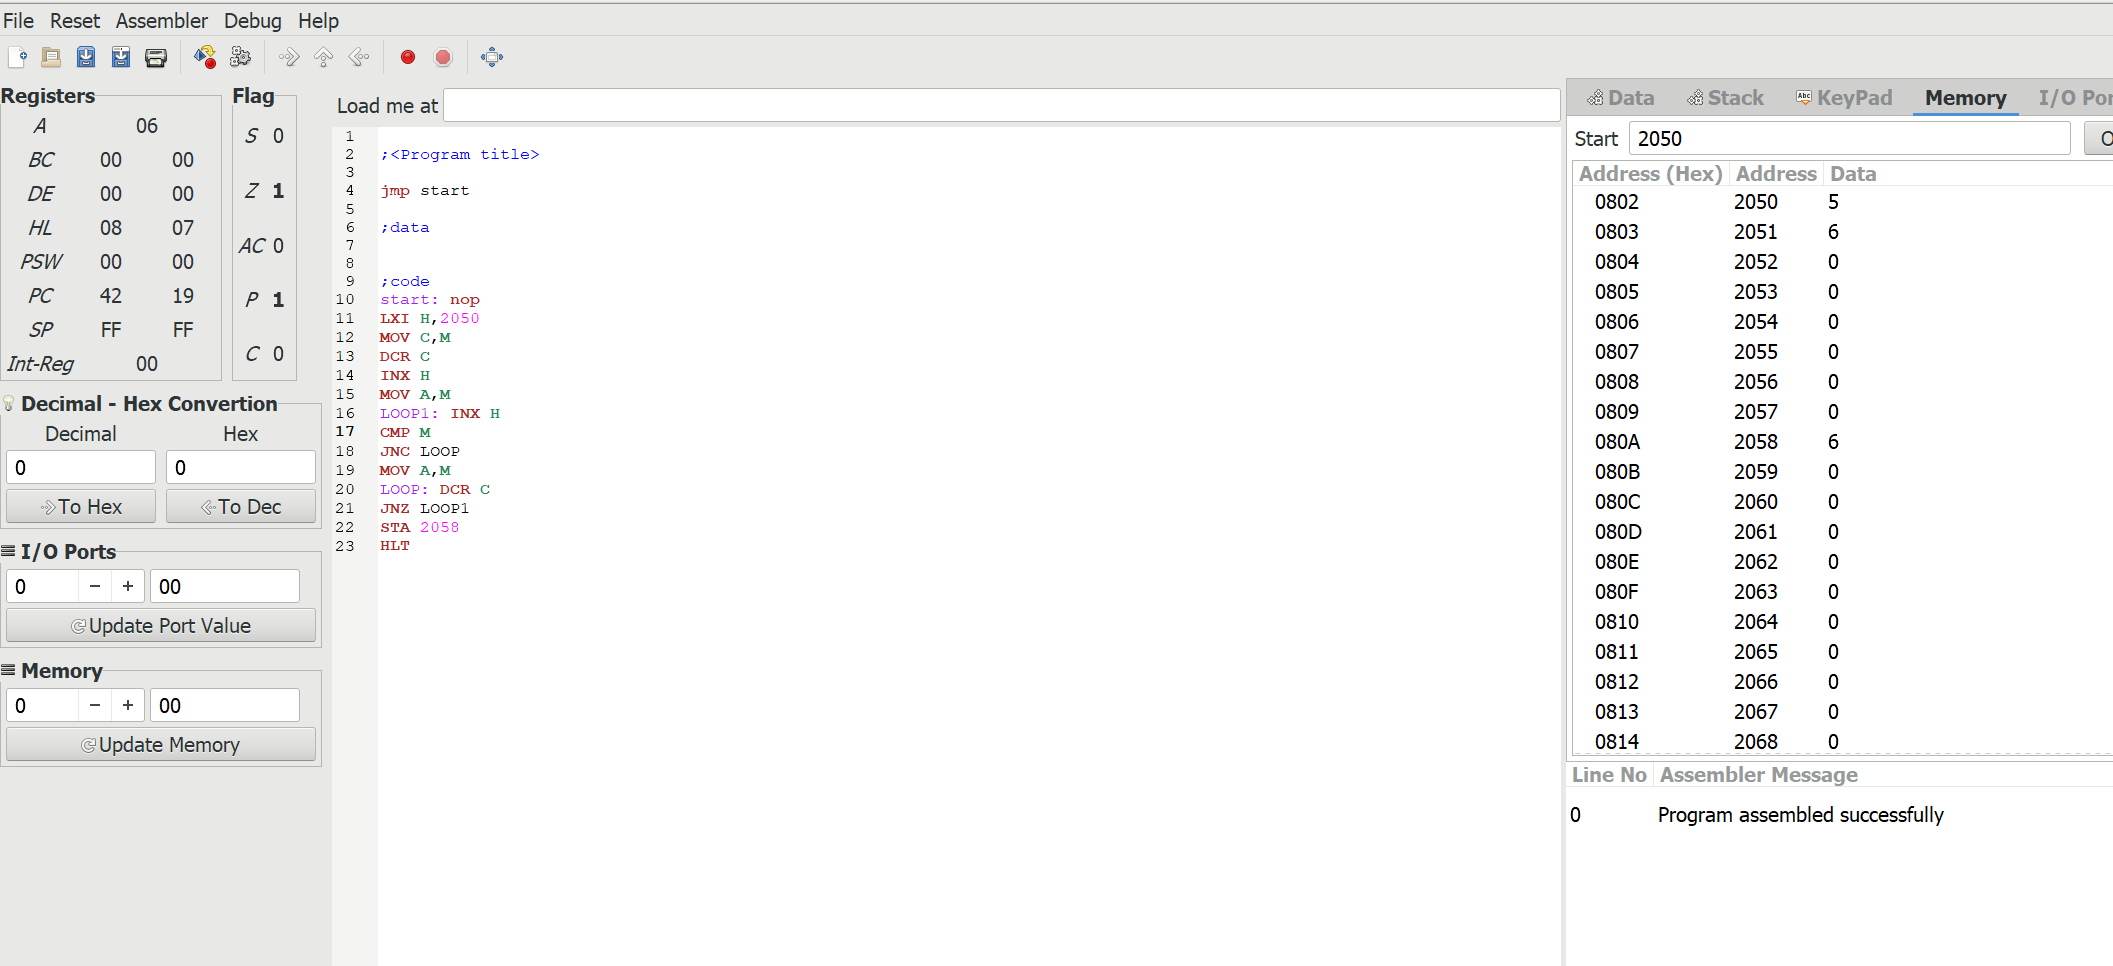 File Reset Assembler Debug Help
Registers
A 06
BC 00 00
DE 00 00
HL 08 07
PSW 00 00
PC 42 19
SP FF FF
Int-Reg 00
Flag
S 0
Z 1
AC 0
P 1
C 0
Decimal - Hex Convertion
Decimal Hex
0 0
To Hex To Dec
I/O Ports
0 − + 00
Update Port Value
Memory
0 − + 00
Update Memory
Load me at
1
2 ;<Program title>
3
4 jmp start
5
6 ;data
7
8
9 ;code
10 start: nop
11 LXI H,2050
12 MOV C,M
13 DCR C
14 INX H
15 MOV A,M
16 LOOP1: INX H
17 CMP M
18 JNC LOOP
19 MOV A,M
20 LOOP: DCR C
21 JNZ LOOP1
22 STA 2058
23 HLT
Data Stack KeyPad Memory I/O Por
Start 2050 O
Address (Hex) Address Data
0802 2050 5
0803 2051 6
0804 2052 0
0805 2053 0
0806 2054 0
0807 2055 0
0808 2056 0
0809 2057 0
080A 2058 6
080B 2059 0
080C 2060 0
080D 2061 0
080E 2062 0
080F 2063 0
0810 2064 0
0811 2065 0
0812 2066 0
0813 2067 0
0814 2068 0
Line No Assembler Message
0 Program assembled successfully